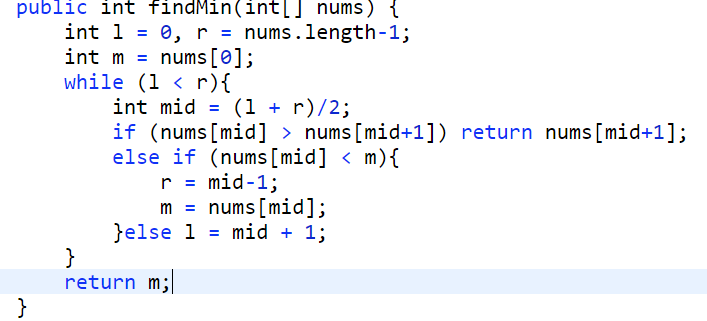 public int findMin(int[] nums) {
    int l = 0, r = nums.length-1;
    int m = nums[0];
    while (l < r){
        int mid = (l + r)/2;
        if (nums[mid] > nums[mid+1]) return nums[mid+1];
        else if (nums[mid] < m){
            r = mid-1;
            m = nums[mid];
        }else l = mid + 1;
    }
    return m;
}